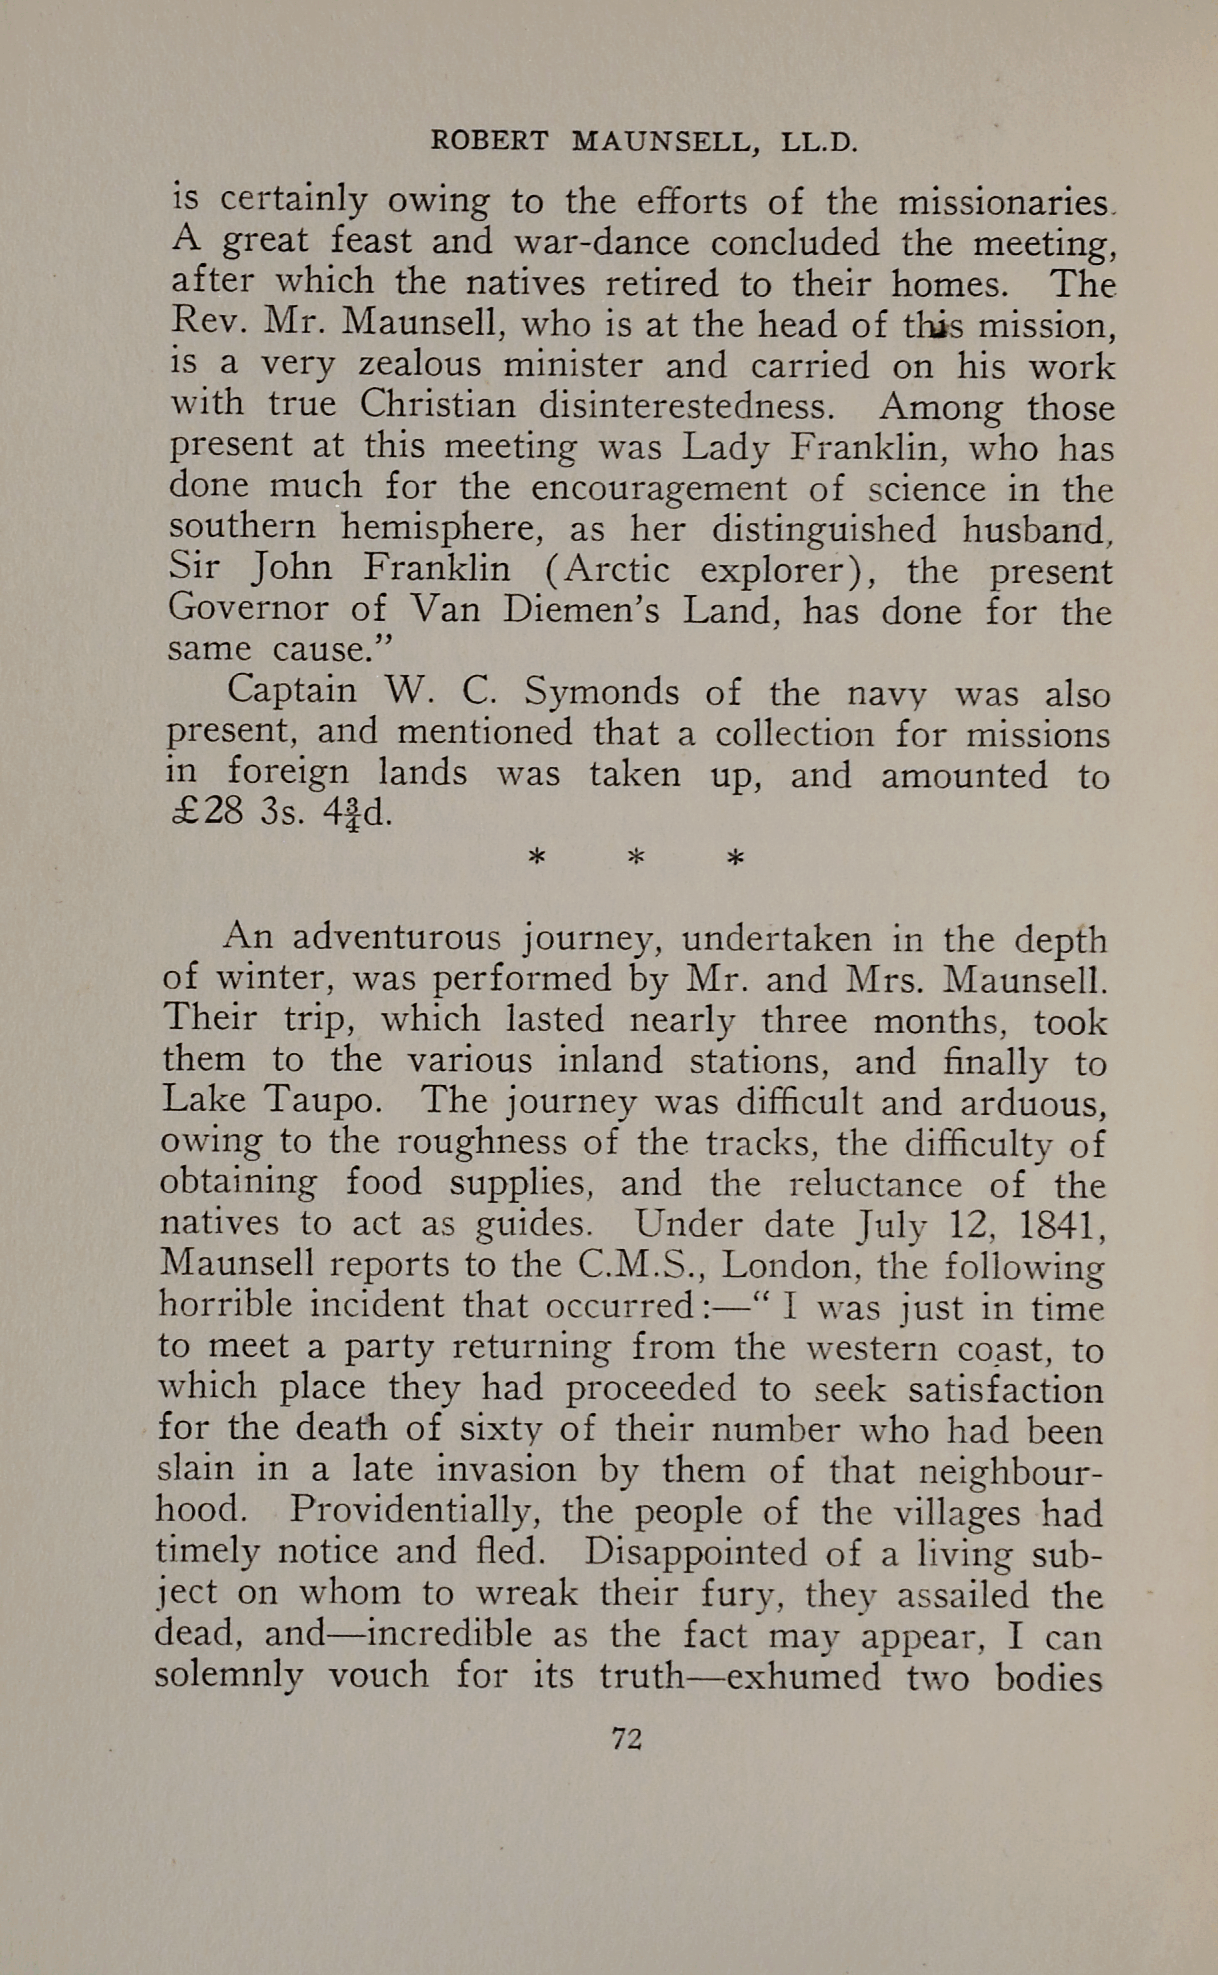 ROBERT MAUNSELL, LL.D.
is certainly owing to the efforts of the missionaries.
A great feast and war-dance concluded the meeting,
after which the natives retired to their homes. The
Rev. Mr. Maunsell, who is at the head of this mission,
is a very zealous minister and carried on his work
with true Christian disinterestedness. Among those
present at this meeting was Lady Franklin, who has
done much for the encouragement of science in the
southern hemisphere, as her distinguished husband,
Sir John Franklin (Arctic explorer), the present
Governor of Van Diemen's Land, has done for the
same cause.”
Captain W. C. Symonds of the navy was also
present, and mentioned that a collection for missions
in foreign lands was taken up, and amounted to
£28 3s. 4¾d.
* * *
An adventurous journey, undertaken in the depth
of winter, was performed by Mr. and Mrs. Maunsell.
Their trip, which lasted nearly three months, took
them to the various inland stations, and finally to
Lake Taupo. The journey was difficult and arduous,
owing to the roughness of the tracks, the difficulty of
obtaining food supplies, and the reluctance of the
natives to act as guides. Under date July 12, 1841,
Maunsell reports to the C.M.S., London, the following
horrible incident that occurred:—“ I was just in time
to meet a party returning from the western coast, to
which place they had proceeded to seek satisfaction
for the death of sixty of their number who had been
slain in a late invasion by them of that neighbour-
hood. Providentially, the people of the villages had
timely notice and fled. Disappointed of a living sub-
ject on whom to wreak their fury, they assailed the
dead, and—incredible as the fact may appear, I can
solemnly vouch for its truth—exhumed two bodies
72